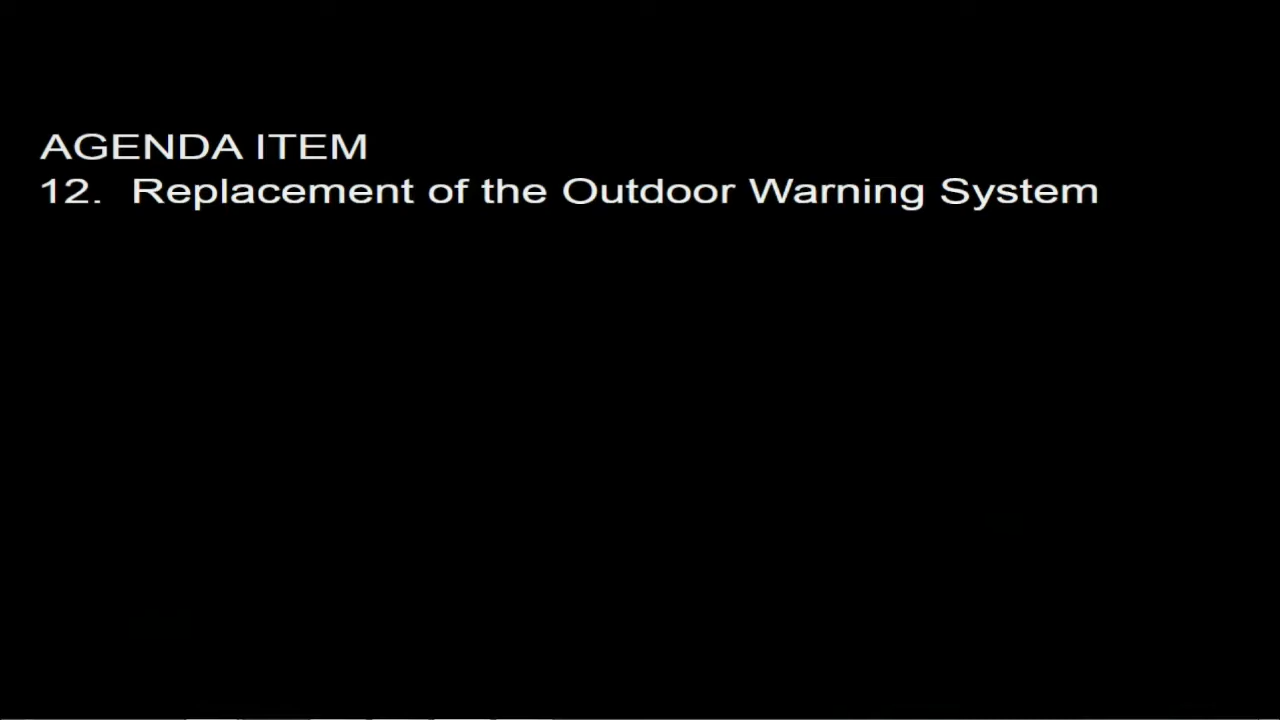 AGENDA ITEM
12. Replacement of the Outdoor Warning System